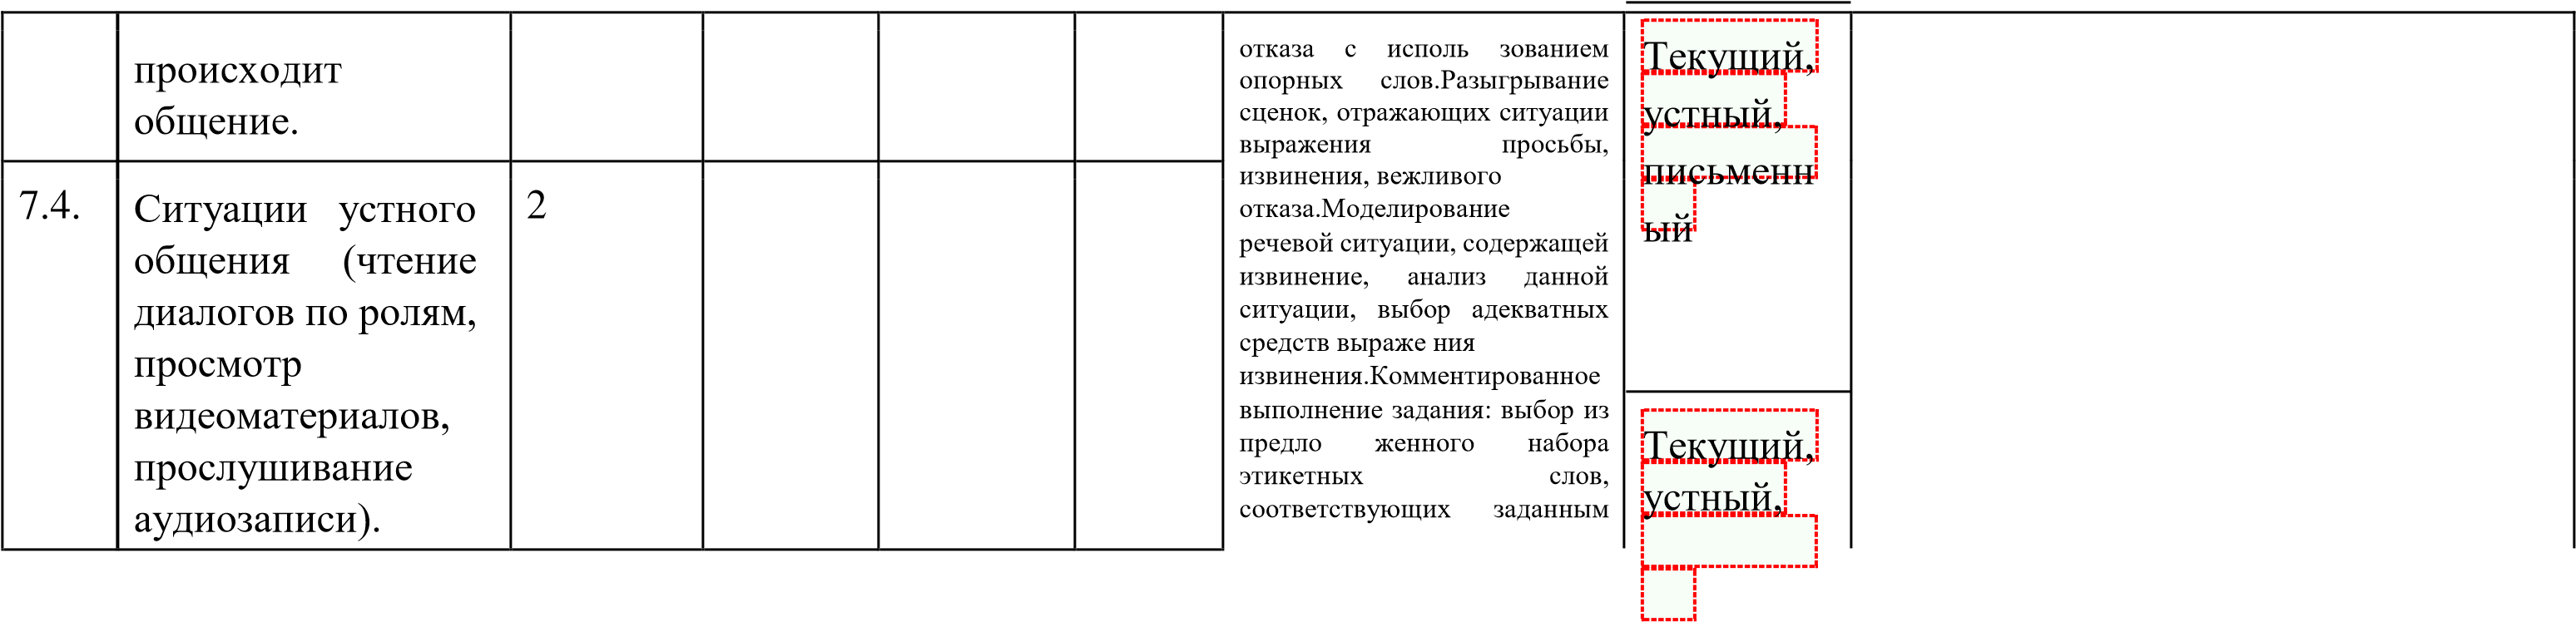 происходит
общение.
7.4.
Ситуации устного
общения (чтение
диалогов по ролям,
просмотр
видеоматериалов,
прослушивание
аудиозаписи).
2
отказа с исполь зованием
опорных слов.Разыгрывание
сценок, отражающих ситуации
выражения просьбы,
извинения, вежливого
отказа.Моделирование
речевой ситуации, содержащей
извинение, анализ данной
ситуации, выбор адекватных
средств выраже ния
извинения.Комментированное
выполнение задания: выбор из
предло женного набора
этикетных слов,
соответствующих заданным
Текущий,
устный,
письменн
ый
Текущий,
устный,